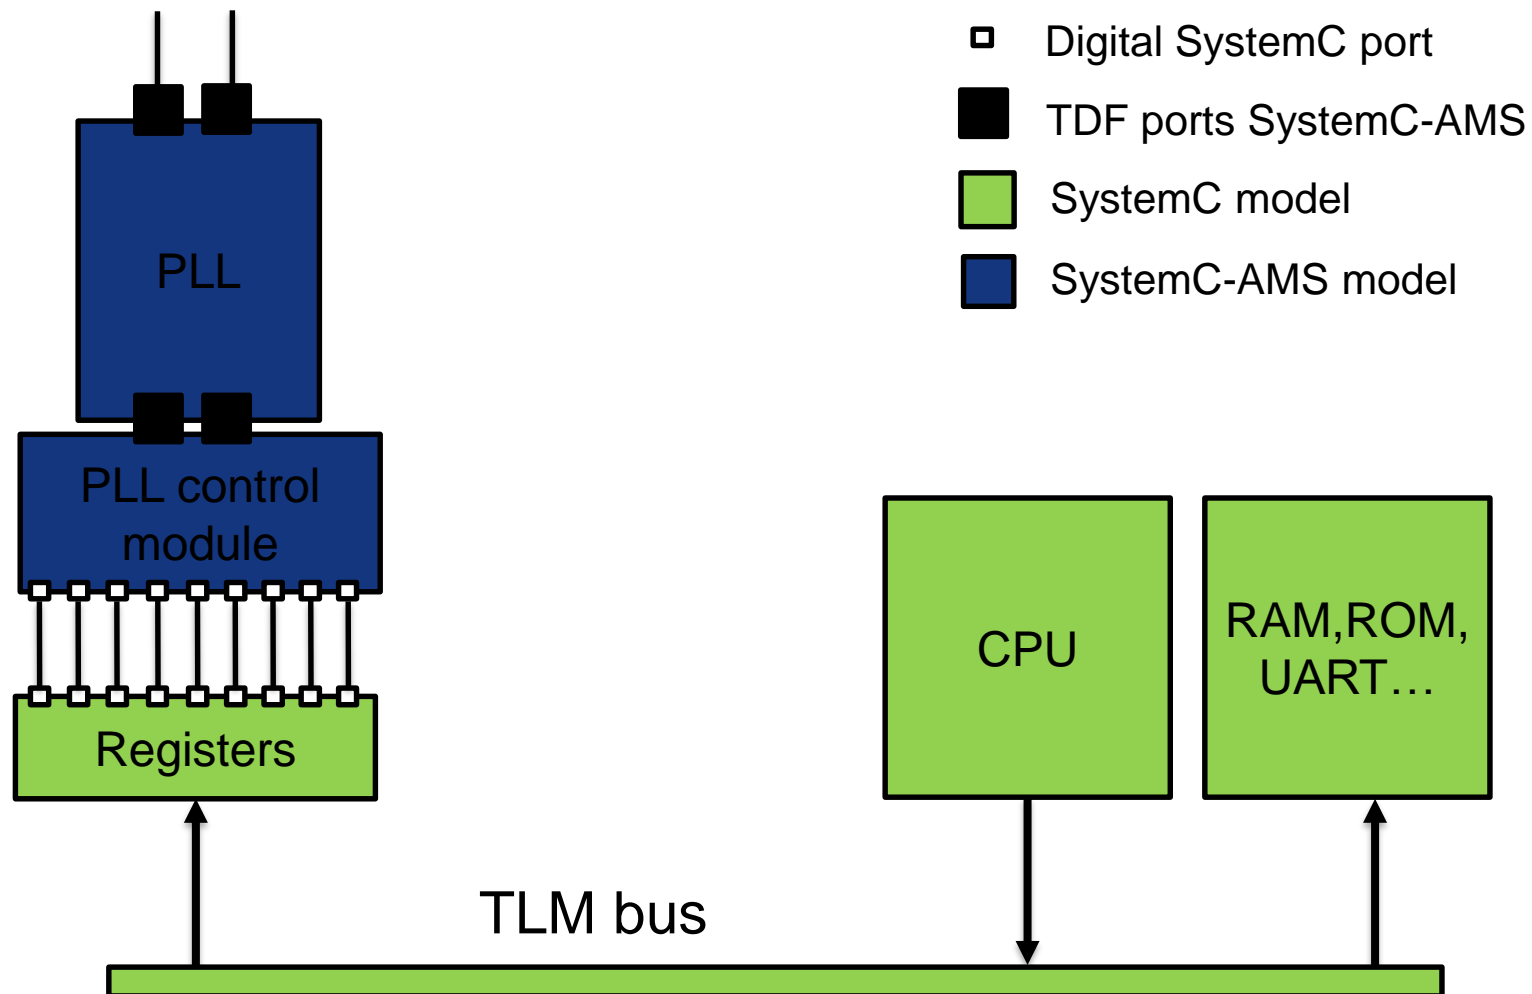 Digital SystemC port
TDF ports SystemC-AMS
SystemC model
SystemC-AMS model
PLL
PLL control
module
Registers
CPU
RAM,ROM,
UART…
TLM bus